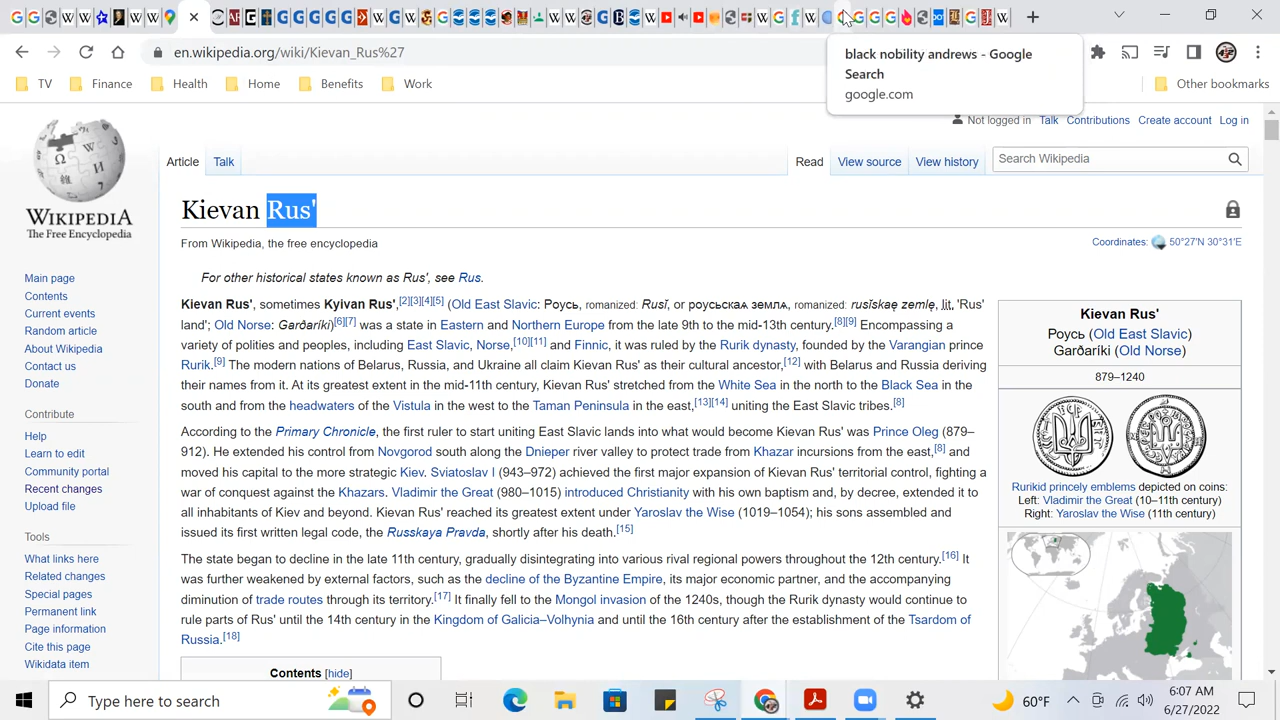 en.wikipedia.org/wiki/Kievan_Rus%27
black nobility andrews - Google
Search
google.com
TV
Finance
Health
Home
Benefits
Work
Other bookmarks
Not logged in
Talk
Contributions
Create account
Log in
Article
Talk
Read
View source
View history
Search Wikipedia
WIKIPEDIA
The Free Encyclopedia
Kievan Rus'
From Wikipedia, the free encyclopedia
Coordinates: 50°27′N 30°31′E
Main page
Contents
Current events
Random article
About Wikipedia
Contact us
Donate
Contribute
Help
Learn to edit
Community portal
Recent changes
Upload file
Tools
What links here
Related changes
Special pages
Permanent link
Page information
Cite this page
Wikidata item
For other historical states known as Rus', see Rus.
Kievan Rus', sometimes Kyivan Rus',[2][3][4][5] (Old East Slavic: Роусь, romanized: Rusĭ, or роусьскаѧ землѧ, romanized: rusĭskaę zemlę, lit. 'Rus'
land'; Old Norse: Garðaríki)[6][7] was a state in Eastern and Northern Europe from the late 9th to the mid-13th century.[8][9] Encompassing a
variety of polities and peoples, including East Slavic, Norse,[10][11] and Finnic, it was ruled by the Rurik dynasty, founded by the Varangian prince
Rurik.[9] The modern nations of Belarus, Russia, and Ukraine all claim Kievan Rus' as their cultural ancestor,[12] with Belarus and Russia deriving
their names from it. At its greatest extent in the mid-11th century, Kievan Rus' stretched from the White Sea in the north to the Black Sea in the
south and from the headwaters of the Vistula in the west to the Taman Peninsula in the east,[13][14] uniting the East Slavic tribes.[8]
According to the Primary Chronicle, the first ruler to start uniting East Slavic lands into what would become Kievan Rus' was Prince Oleg (879–
912). He extended his control from Novgorod south along the Dnieper river valley to protect trade from Khazar incursions from the east,[8] and
moved his capital to the more strategic Kiev. Sviatoslav I (943–972) achieved the first major expansion of Kievan Rus' territorial control, fighting a
war of conquest against the Khazars. Vladimir the Great (980–1015) introduced Christianity with his own baptism and, by decree, extended it to
all inhabitants of Kiev and beyond. Kievan Rus' reached its greatest extent under Yaroslav the Wise (1019–1054); his sons assembled and
issued its first written legal code, the Russkaya Pravda, shortly after his death.[15]
The state began to decline in the late 11th century, gradually disintegrating into various rival regional powers throughout the 12th century.[16] It
was further weakened by external factors, such as the decline of the Byzantine Empire, its major economic partner, and the accompanying
diminution of trade routes through its territory.[17] It finally fell to the Mongol invasion of the 1240s, though the Rurik dynasty would continue to
rule parts of Rus' until the 14th century in the Kingdom of Galicia–Volhynia and until the 16th century after the establishment of the Tsardom of
Russia.[18]
Contents [hide]
Kievan Rus'
Роусь (Old East Slavic)
Garðaríki (Old Norse)
879–1240
Rurikid princely emblems depicted on coins:
Left: Vladimir the Great (10–11th century)
Right: Yaroslav the Wise (11th century)
Type here to search
60°F
6:07 AM
6/27/2022